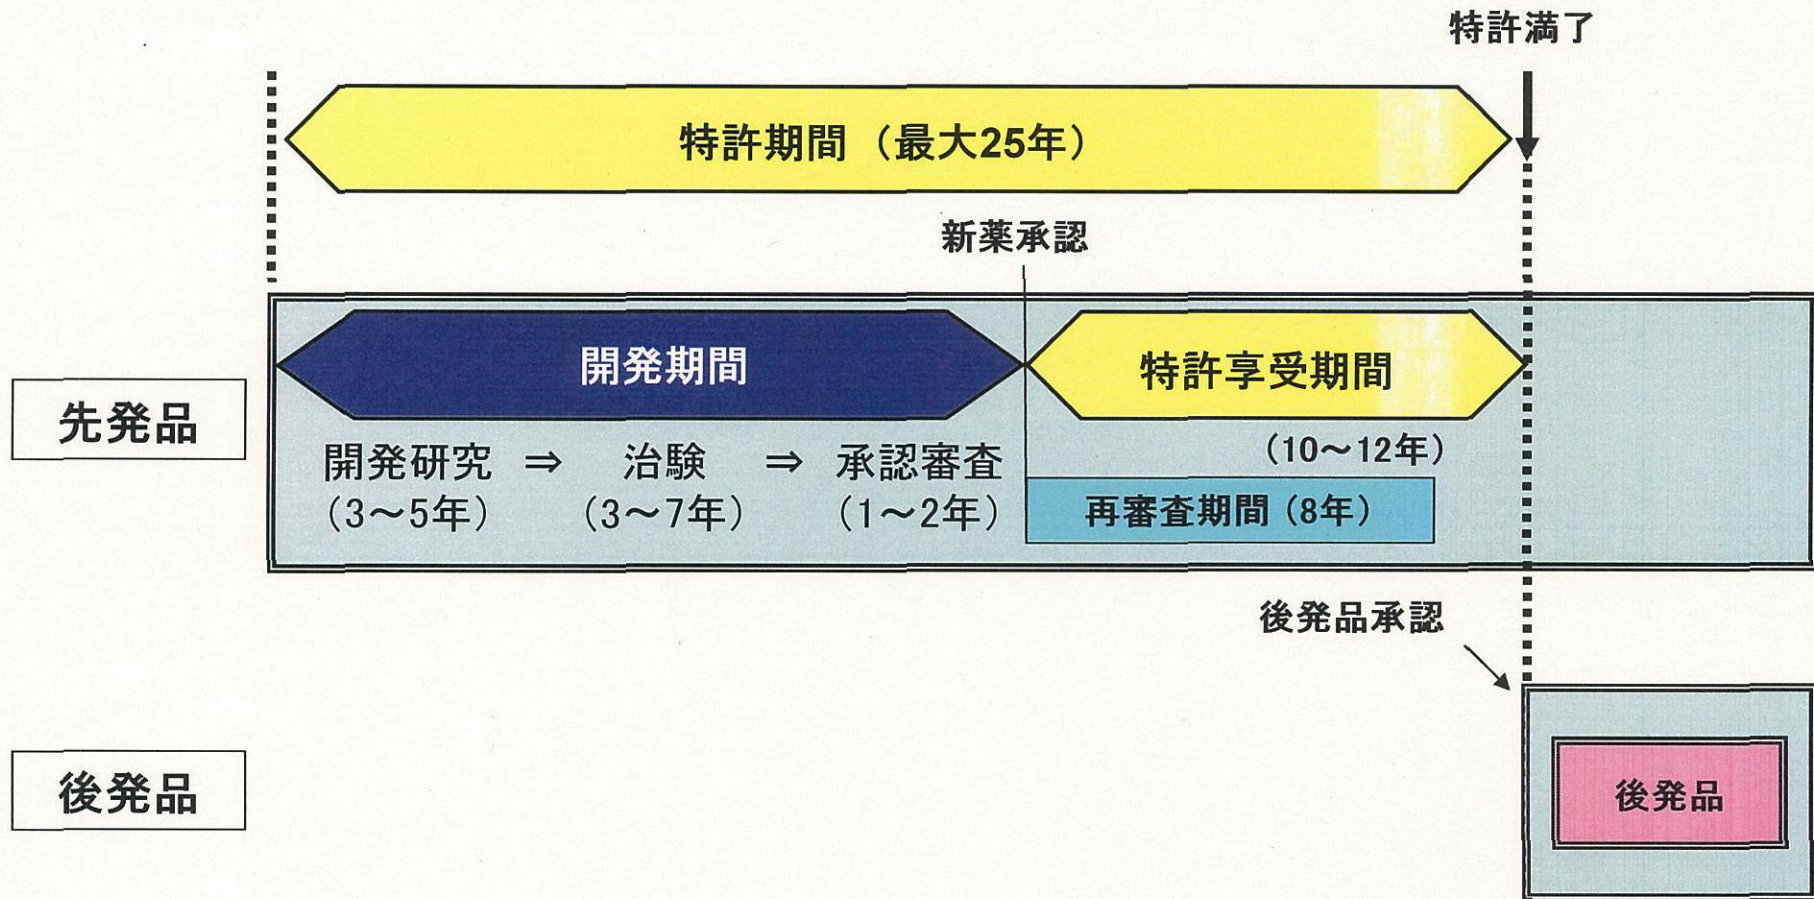 特許満了
特許期間（最大25年）
新薬承認
先発品
開発期間
特許享受期間
（10～12年）
開発研究 ⇒ 治験 ⇒ 承認審査
（3～5年） （3～7年） （1～2年）
再審査期間（8年）
後発品承認
後発品
後発品